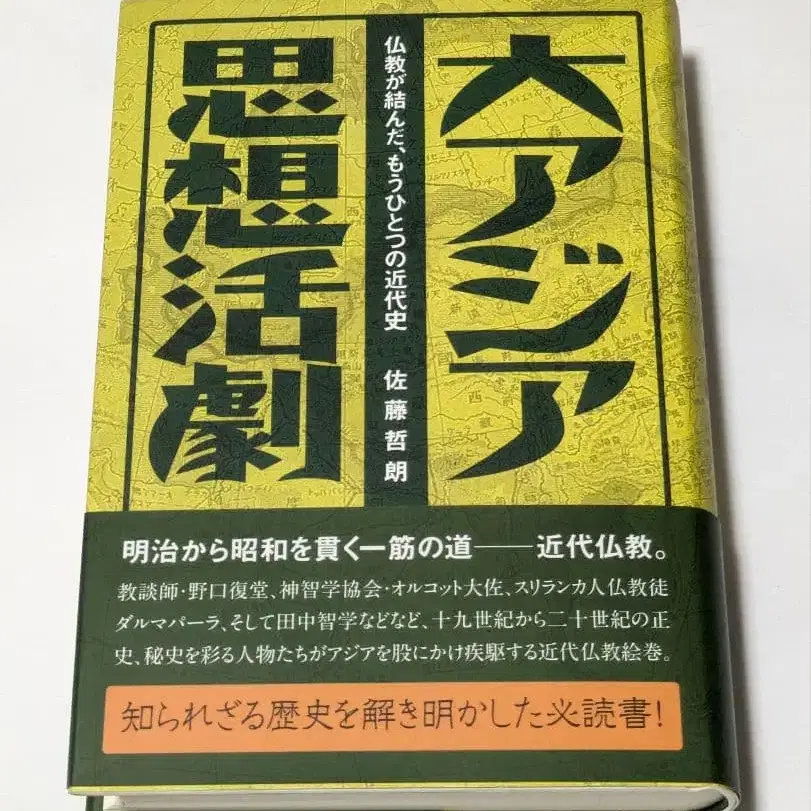 大アジア
思想活劇
仏教が結んだ、もうひとつの近代史
佐藤哲朗
明治から昭和を貫く一筋の道――近代仏教。
教談師・野口復堂、神智学協会・オルコット大佐、スリランカ人仏教徒
ダルマパーラ、そして田中智学などなど、十九世紀から二十世紀の正
史、秘史を彩る人物たちがアジアを股にかけ疾駆する近代仏教絵巻。
知られざる歴史を解き明かした必読書!